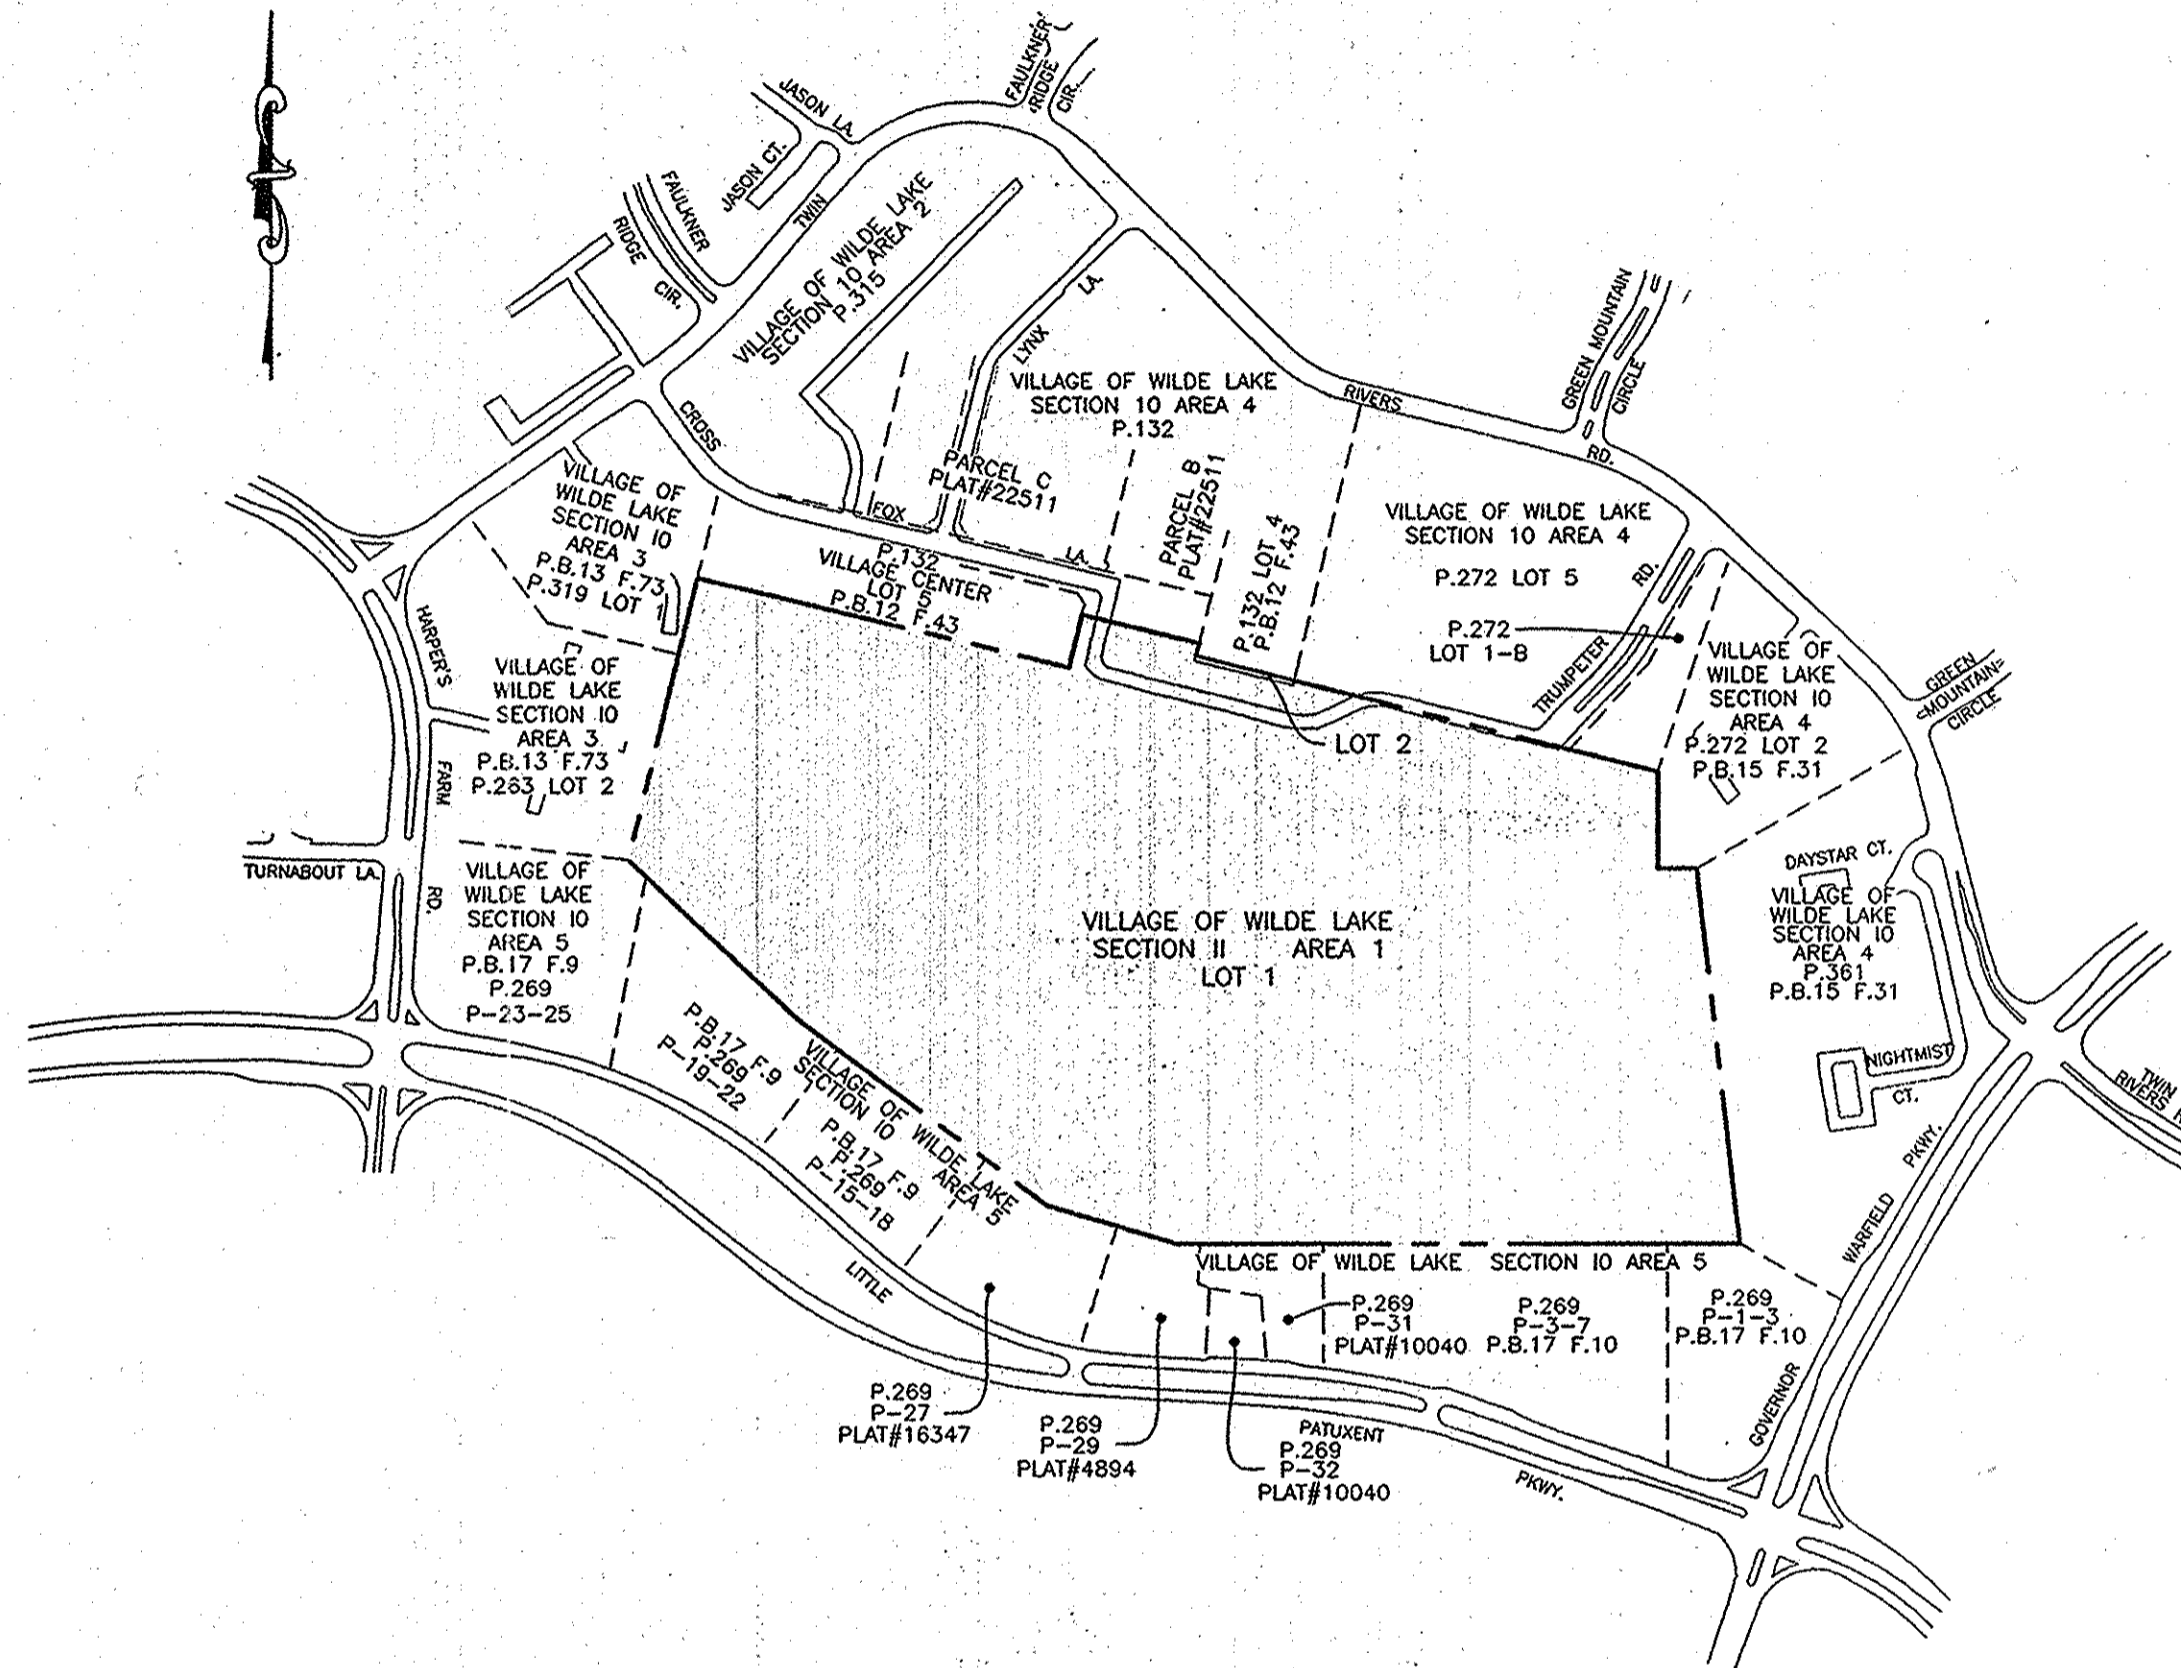 FAULKNER
RIDGE
CIR.
JASON LA.
JASON CT.
FAULKNER
RIDGE
CIR.
TWIN
VILLAGE OF WILDE LAKE
SECTION 10 AREA 2
P.315
LYNX
LA.
CROSS
FOX
LA.
VILLAGE OF WILDE LAKE
SECTION 10 AREA 4
P.132
RIVERS
RD.
GREEN MOUNTAIN
CIRCLE
PARCEL C
PLAT#22511
PARCEL B
PLAT#22511
P.132 LOT 4
P.B.12 F.43
VILLAGE OF WILDE LAKE
SECTION 10 AREA 4
P.272 LOT 5
P.272
LOT 1-B
TRUMPETER
RD.
VILLAGE OF
WILDE LAKE
SECTION 10
AREA 3
P.B.13 F.73
P.319 LOT 1
P.132
VILLAGE CENTER
LOT 5
P.B.12 F.43
HARPER'S
FARM
RD.
VILLAGE OF
WILDE LAKE
SECTION 10
AREA 3
P.B.13 F.73
P.263 LOT 2
LOT 2
VILLAGE OF
WILDE LAKE
SECTION 10
AREA 4
P.272 LOT 2
P.B.15 F.31
GREEN
MOUNTAIN
CIRCLE
TURNABOUT LA.
VILLAGE OF
WILDE LAKE
SECTION 10
AREA 5
P.B.17 F.9
P.269
P-23-25
VILLAGE OF WILDE LAKE
SECTION 11 AREA 1
LOT 1
DAYSTAR CT.
VILLAGE OF
WILDE LAKE
SECTION 10
AREA 4
P.361
P.B.15 F.31
NIGHTMIST
CT.
TWIN
RIVERS
P.B.17 F.9
P.269
P-19-22
VILLAGE OF WILDE LAKE
SECTION 10 AREA 5
P.B.17 F.9
P.269
P-15-18
WARFIELD
PKWY.
GOVERNOR
LITTLE
VILLAGE OF WILDE LAKE SECTION 10 AREA 5
P.269
P-31
PLAT#10040
P.269
P-3-7
P.B.17 F.10
P.269
P-1-3
P.B.17 F.10
P.269
P-27
PLAT#16347
P.269
P-29
PLAT#4894
PATUXENT
P.269
P-32
PLAT#10040
PKWY.